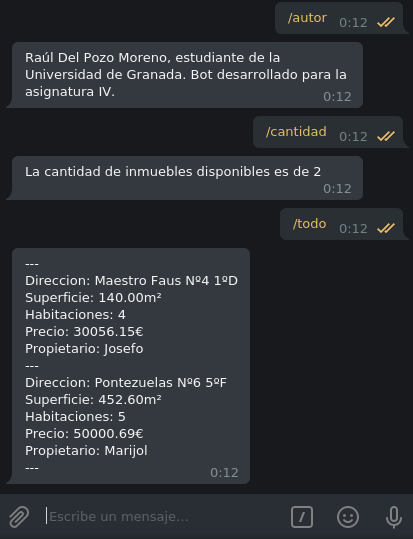 /autor 0:12
Raúl Del Pozo Moreno, estudiante de la
Universidad de Granada. Bot desarrollado para la
asignatura IV.
0:12
/cantidad 0:12
La cantidad de inmuebles disponibles es de 2
0:12
/todo 0:12
---
Direccion: Maestro Faus Nº4 1ºD
Superficie: 140.00m²
Habitaciones: 4
Precio: 30056.15€
Propietario: Josefo
---
Direccion: Pontezuelas Nº6 5ºF
Superficie: 452.60m²
Habitaciones: 5
Precio: 50000.69€
Propietario: Marijol
---
0:12
Escribe un mensaje...